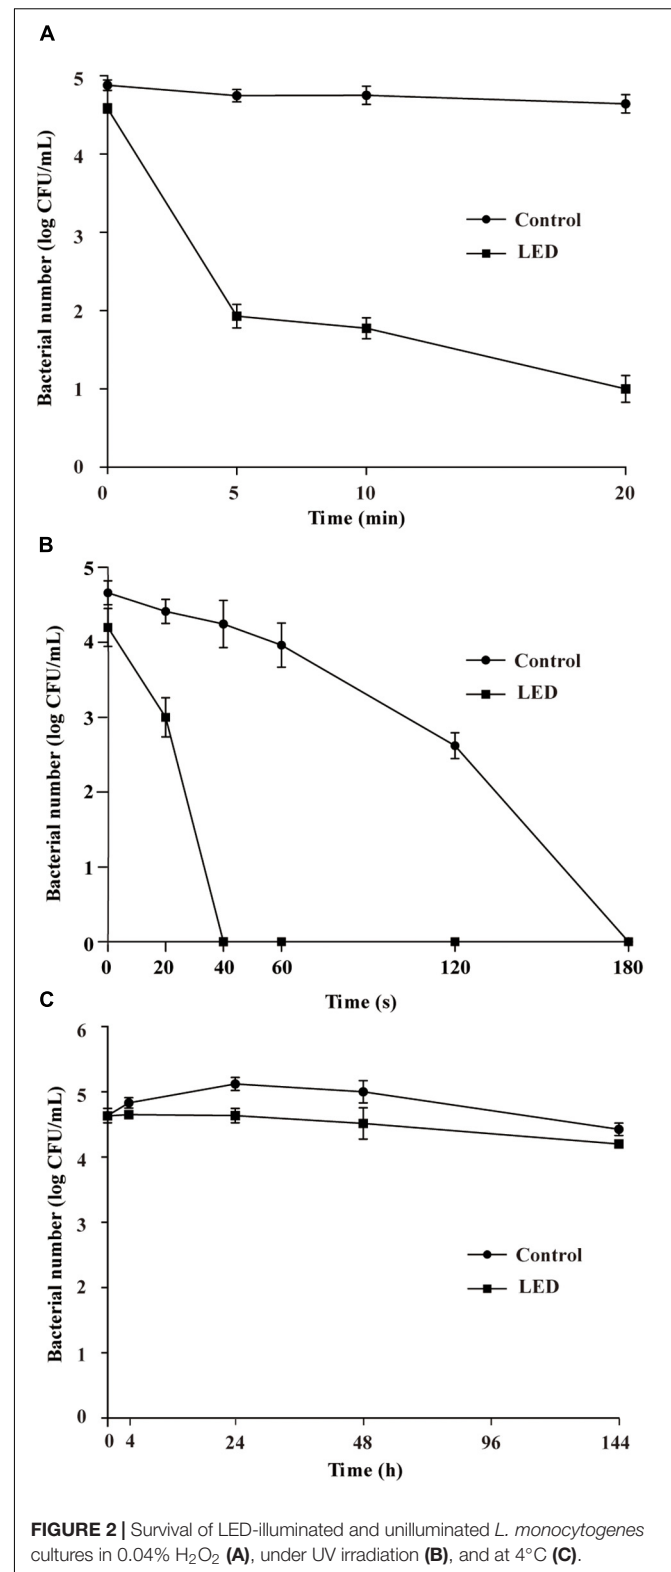 A
5
4
3
2
1
0
Bacterial number (log CFU/mL)
Control
LED
0 5 10 20
Time (min)
B
5
4
3
2
1
0
Bacterial number (log CFU/mL)
Control
LED
0 20 40 60 120 180
Time (s)
C
6
5
4
3
2
1
0
Bacterial number (log CFU/mL)
Control
LED
0 4 24 48 96 144
Time (h)
FIGURE 2 | Survival of LED-illuminated and unilluminated L. monocytogenes
cultures in 0.04% H₂O₂ (A), under UV irradiation (B), and at 4°C (C).